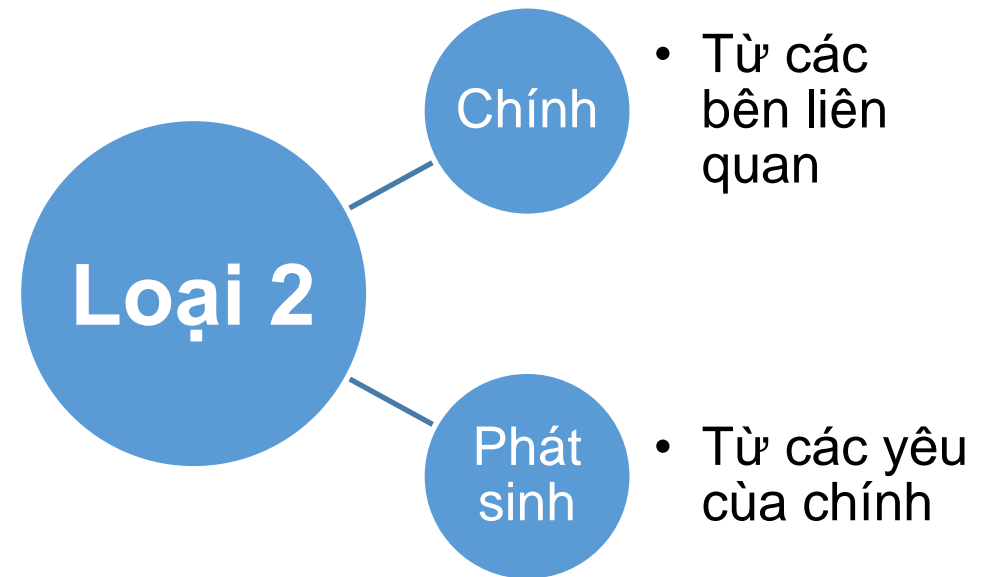 Loại 2
Chính
• Từ các
bên liên
quan
Phát
sinh
• Từ các yêu
cùa chính